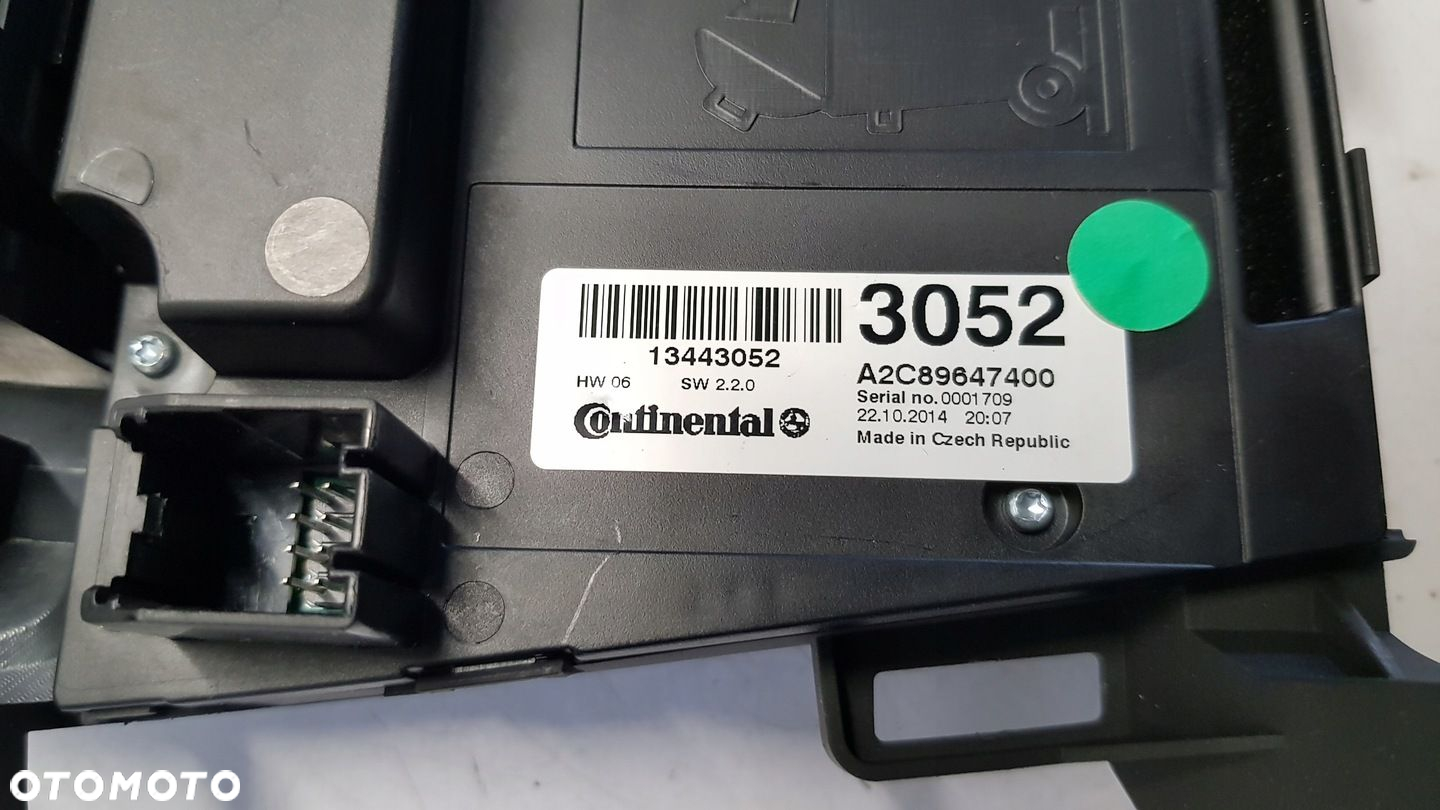 3052
13443052
HW 06 SW 2.2.0
Continental
A2C89647400
Serial no. 0001709
22.10.2014 20:07
Made in Czech Republic
OTOMOTO